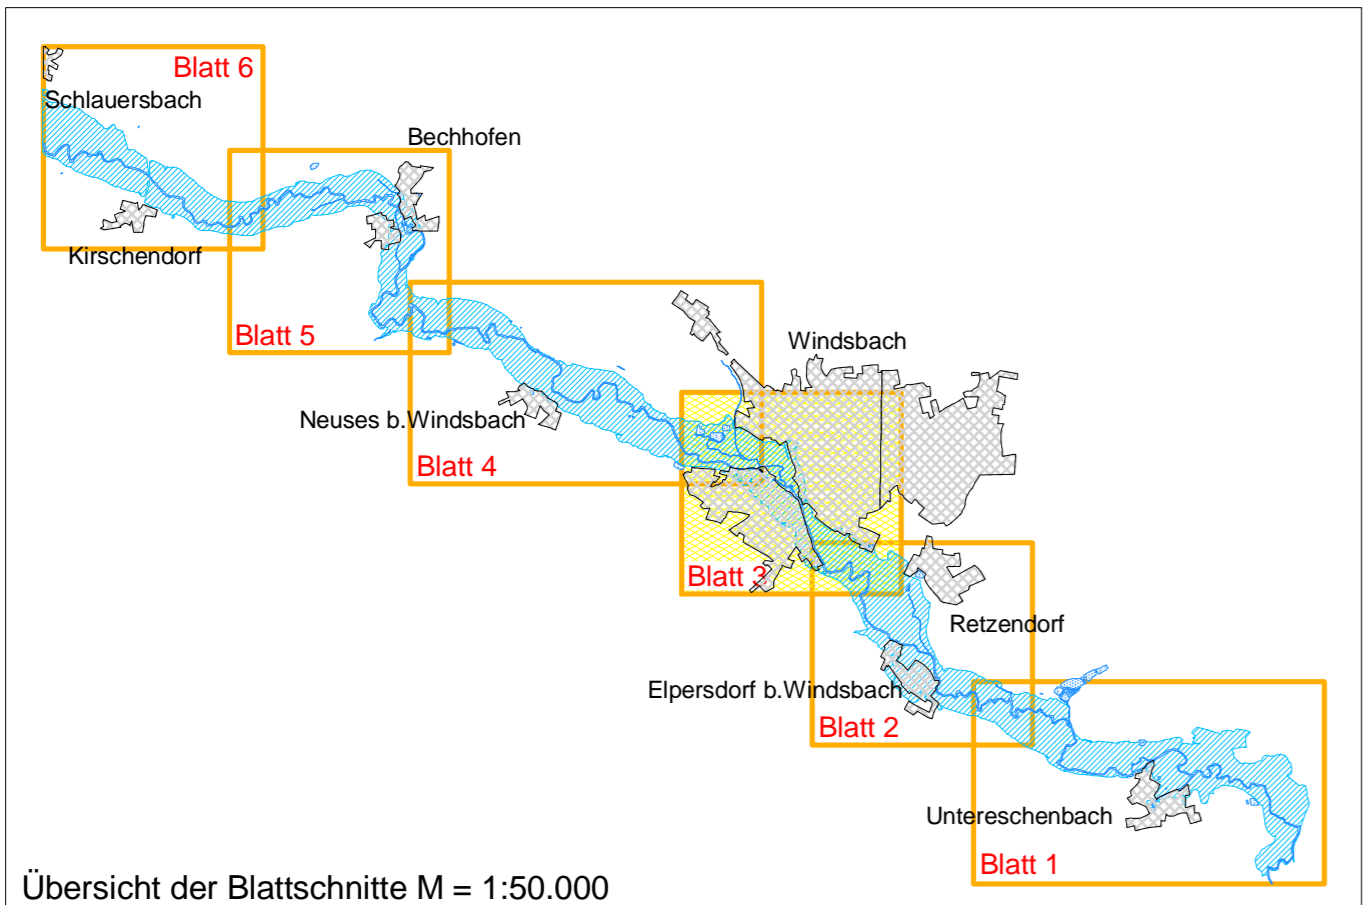 Blatt 6
Schlauersbach
Bechhofen
Kirschendorf
Blatt 5
Windsbach
Neuses b.Windsbach
Blatt 4
Blatt 3
Retzendorf
Elpersdorf b.Windsbach
Blatt 2
Untereschenbach
Blatt 1
Übersicht der Blattschnitte M = 1:50.000